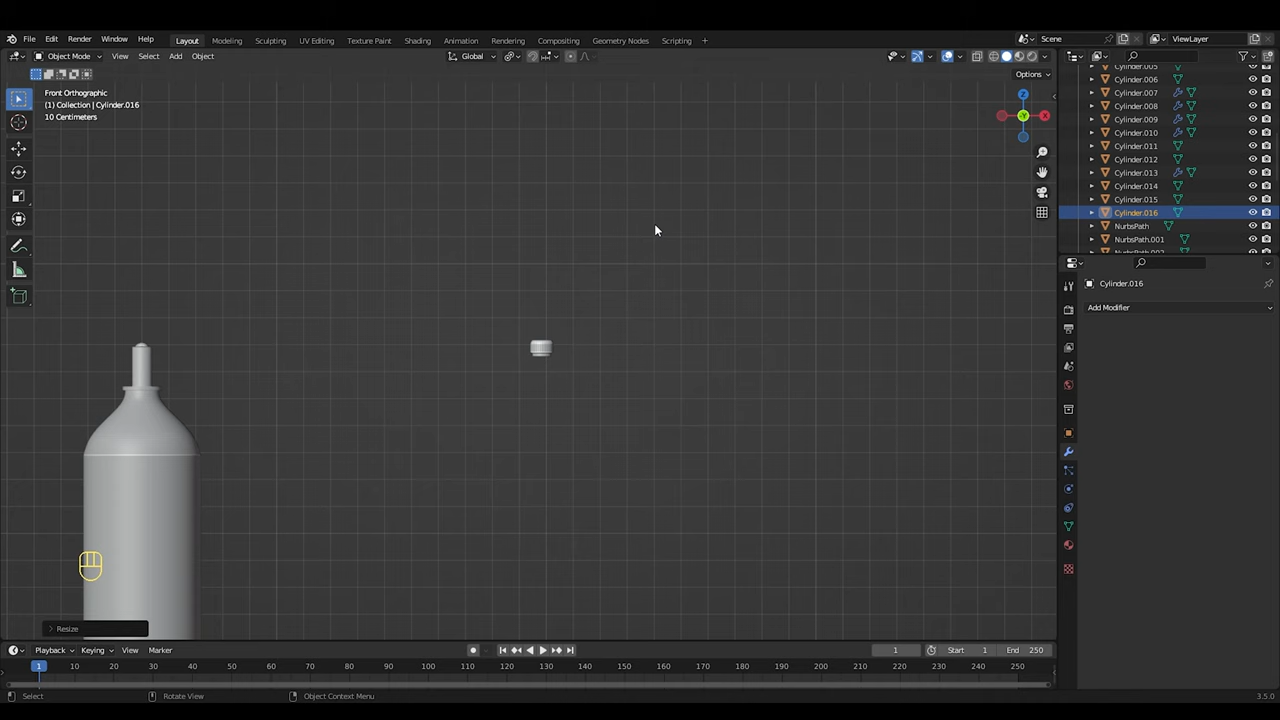 File Edit Render Window Help Layout Modeling Sculpting UV Editing Texture Paint Shading Animation Rendering Compositing Geometry Nodes Scripting + Scene ViewLayer
Object Mode View Select Add Object Global
Options
Front Orthographic
(1) Collection | Cylinder.016
10 Centimeters
Z
X
Y
Cylinder.005
Cylinder.006
Cylinder.007
Cylinder.008
Cylinder.009
Cylinder.010
Cylinder.011
Cylinder.012
Cylinder.013
Cylinder.014
Cylinder.015
Cylinder.016
NurbsPath
NurbsPath.001
NurbsPath.002
Cylinder.016
Add Modifier
Resize
Playback Keying View Marker 1 Start 1 End 250
1 10 20 30 40 50 60 70 80 90 100 110 120 130 140 150 160 170 180 190 200 210 220 230 240 250
Select Rotate View Object Context Menu 3.5.0